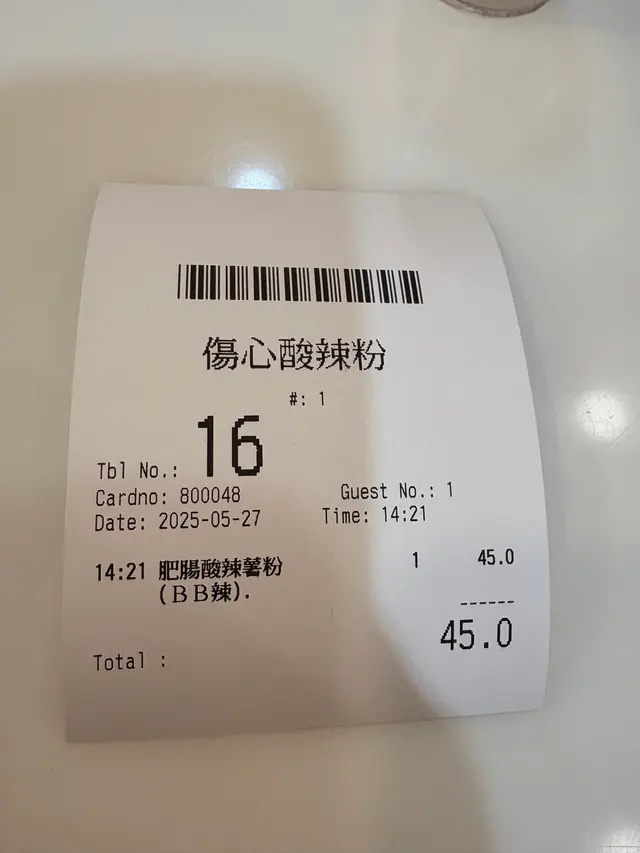 傷心酸辣粉
#: 1
Tbl No.: 16
Cardno: 800048 Guest No.: 1
Date: 2025-05-27 Time: 14:21
14:21 肥腸酸辣薯粉 1 45.0
(BB辣).
------
45.0
Total :